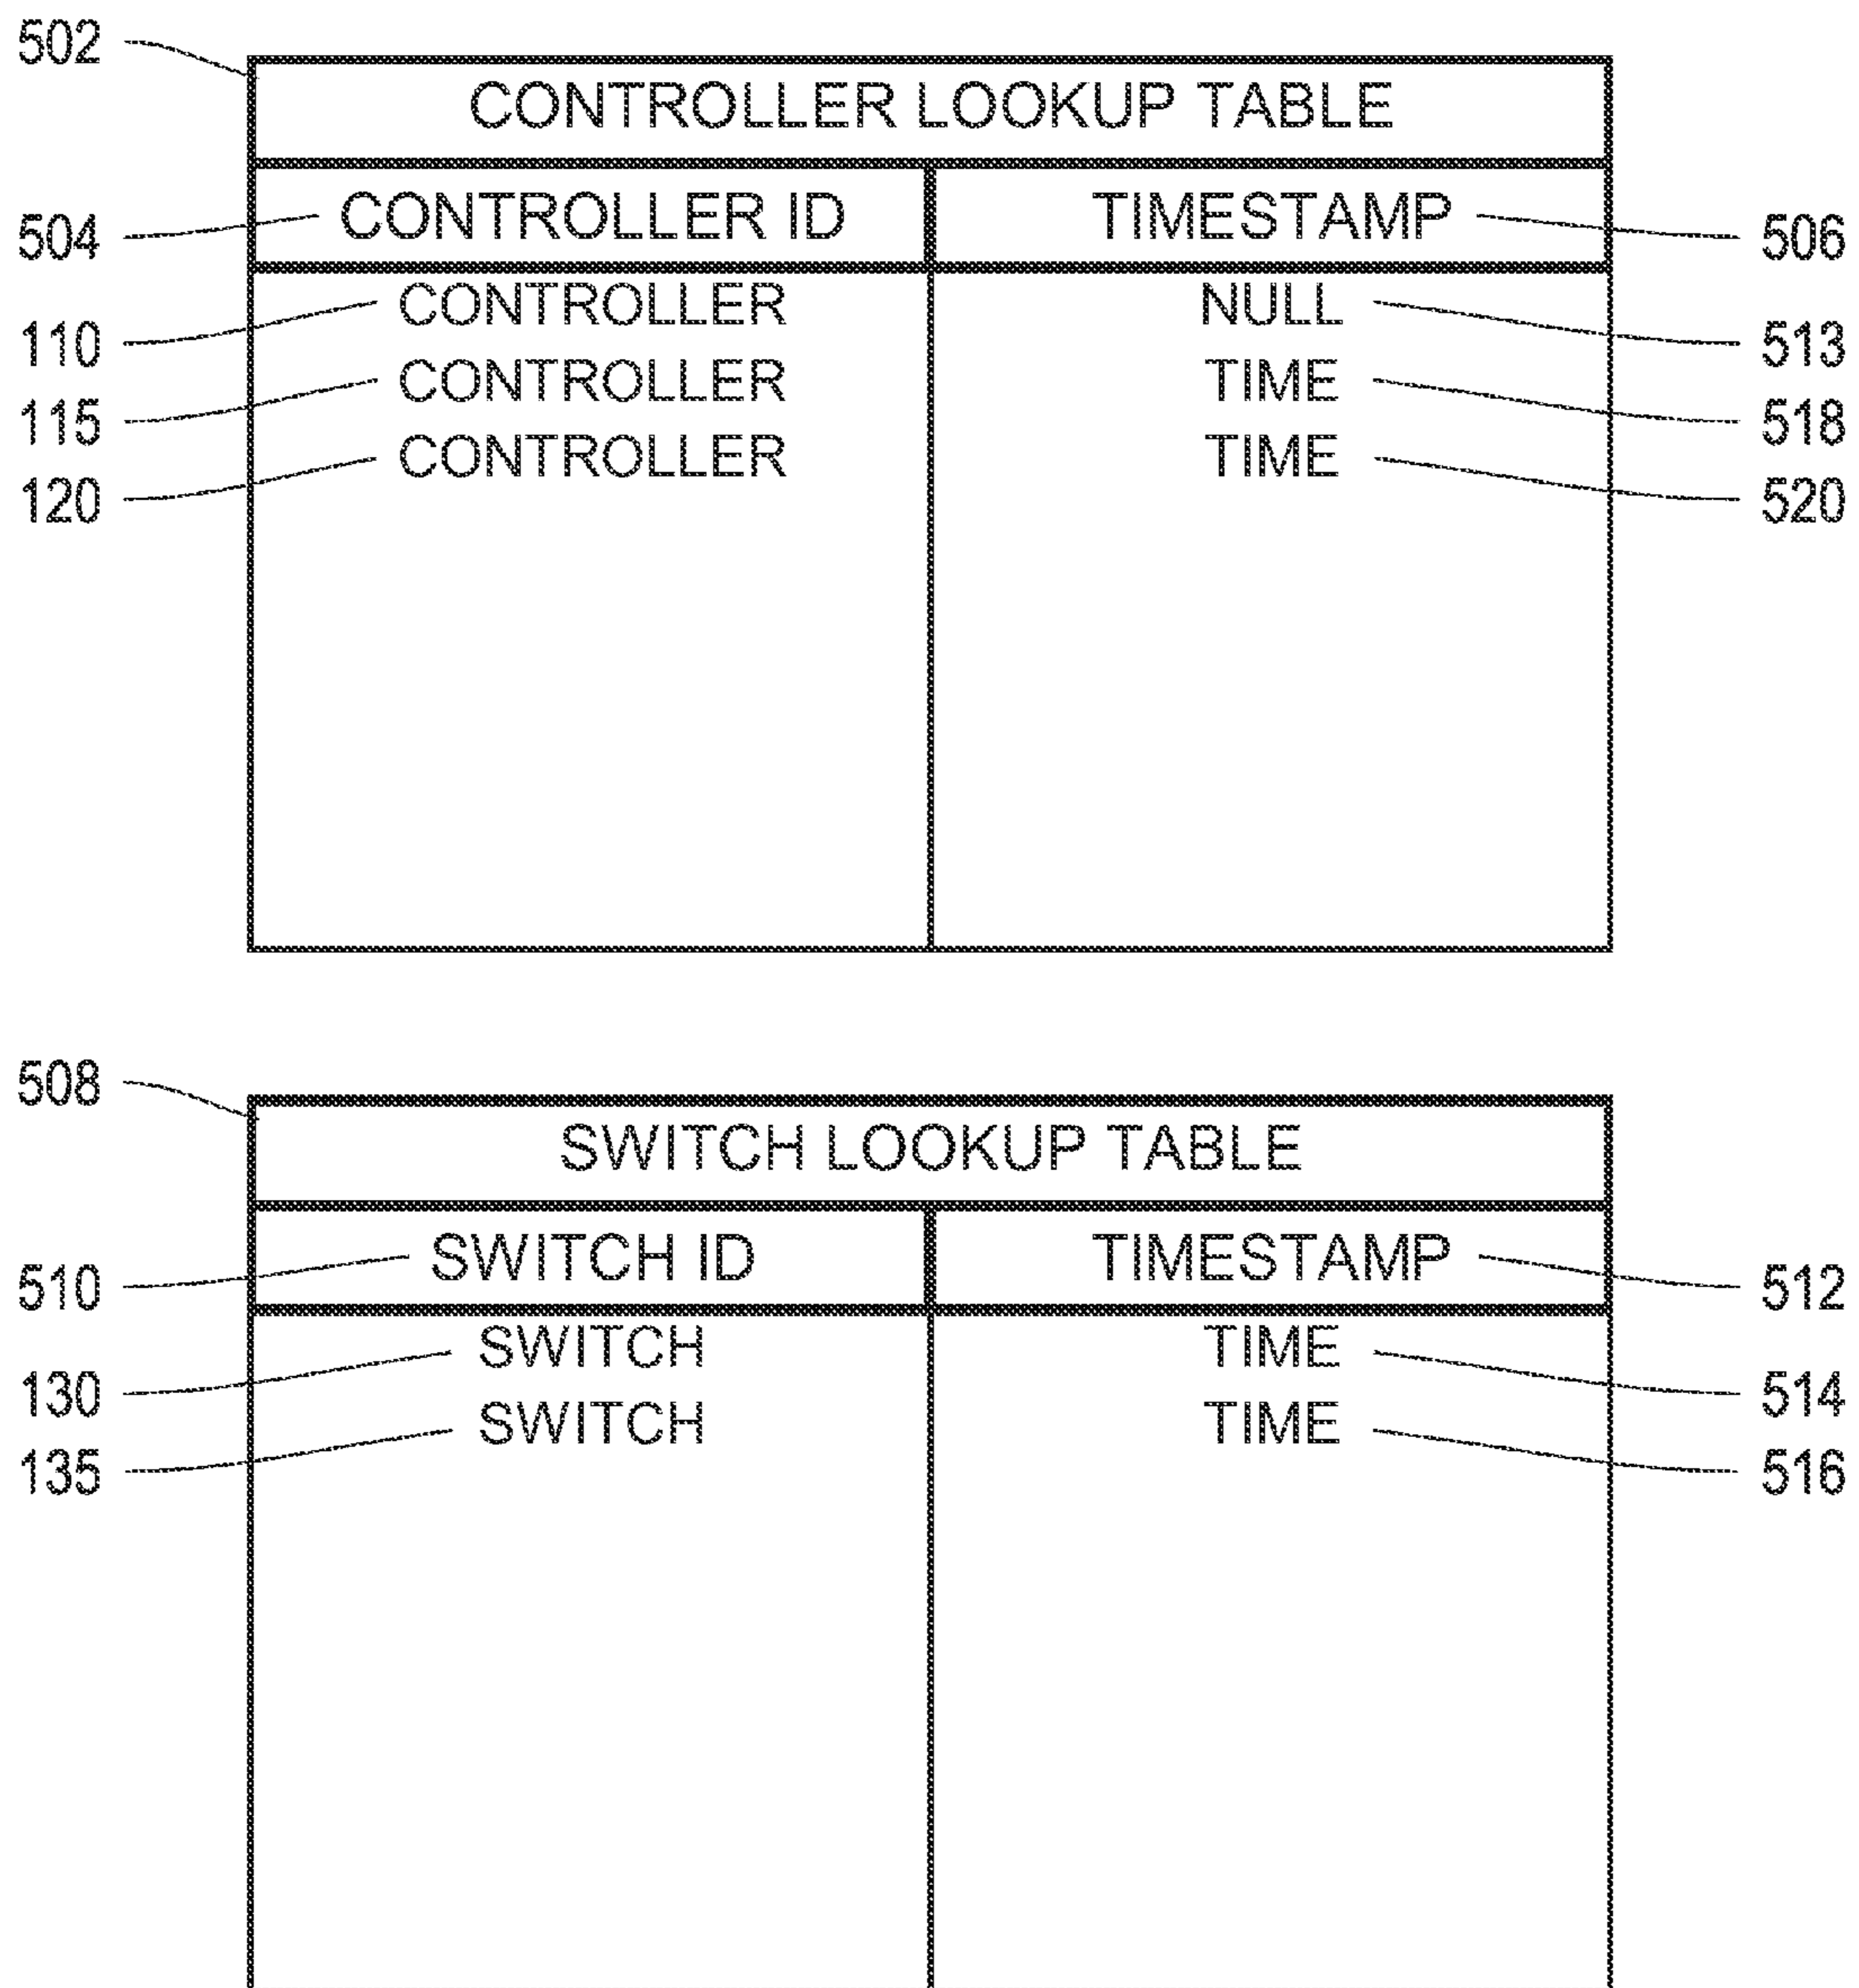 502
CONTROLLER LOOKUP TABLE
504 CONTROLLER ID TIMESTAMP 506
110 CONTROLLER NULL 513
115 CONTROLLER TIME 518
120 CONTROLLER TIME 520
508
SWITCH LOOKUP TABLE
510 SWITCH ID TIMESTAMP 512
130 SWITCH TIME 514
135 SWITCH TIME 516